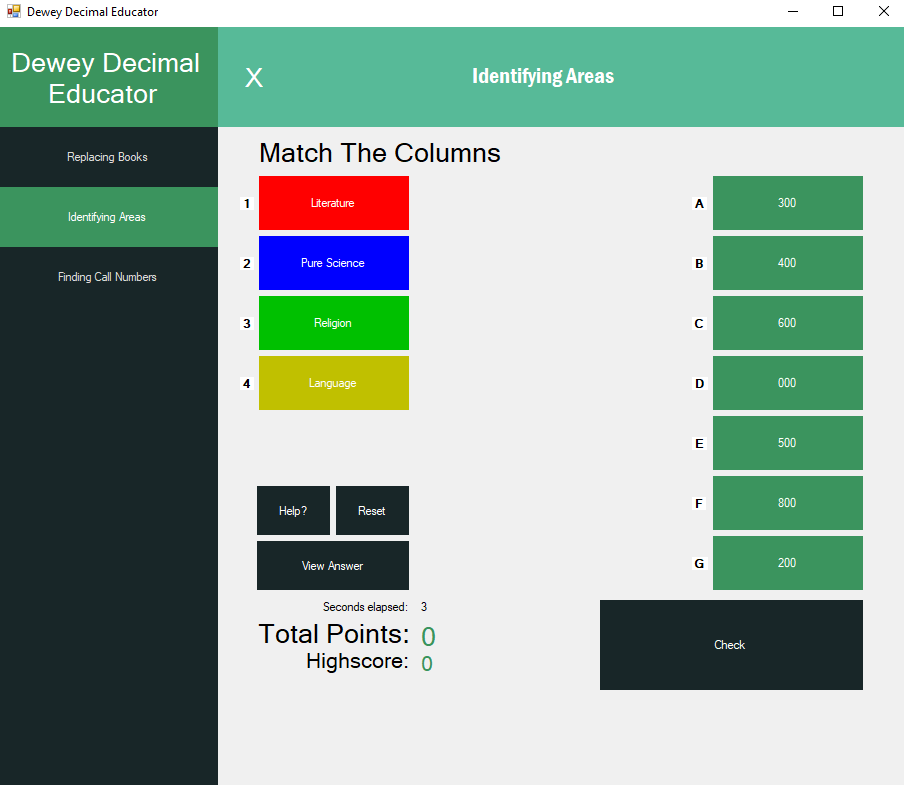 Dewey Decimal Educator
Dewey Decimal
Educator
X
Identifying Areas
Replacing Books
Identifying Areas
Finding Call Numbers
Match The Columns
1 Literature
2 Pure Science
3 Religion
4 Language
A 300
B 400
C 600
D 000
E 500
F 800
G 200
Help? Reset
View Answer
Seconds elapsed: 3
Total Points: 0
Highscore: 0
Check